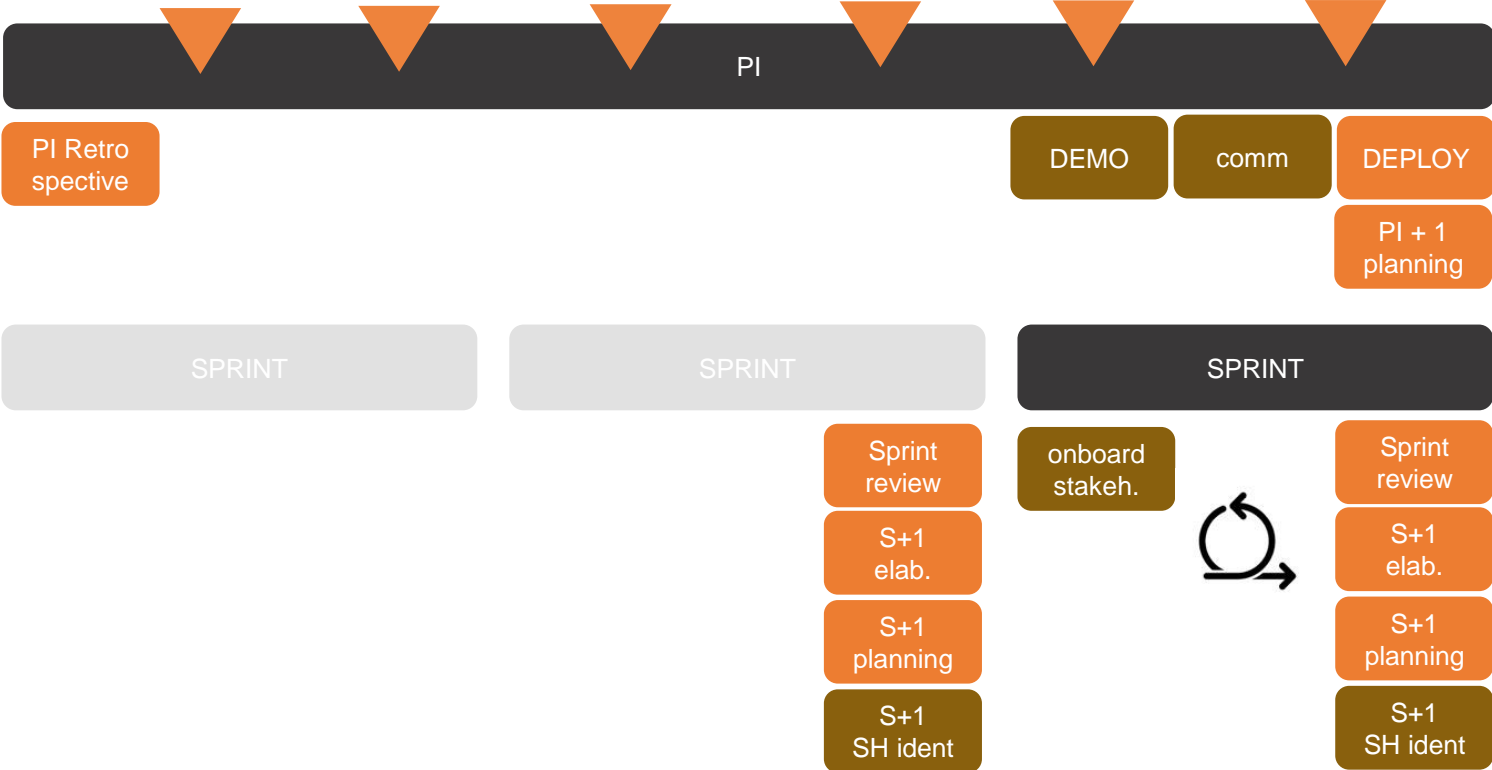 PI
PI Retro
spective
DEMO
comm
DEPLOY
PI + 1
planning
SPRINT
SPRINT
SPRINT
Sprint
review
onboard
stakeh.
Sprint
review
S+1
elab.
S+1
elab.
S+1
planning
S+1
planning
S+1
SH ident
S+1
SH ident